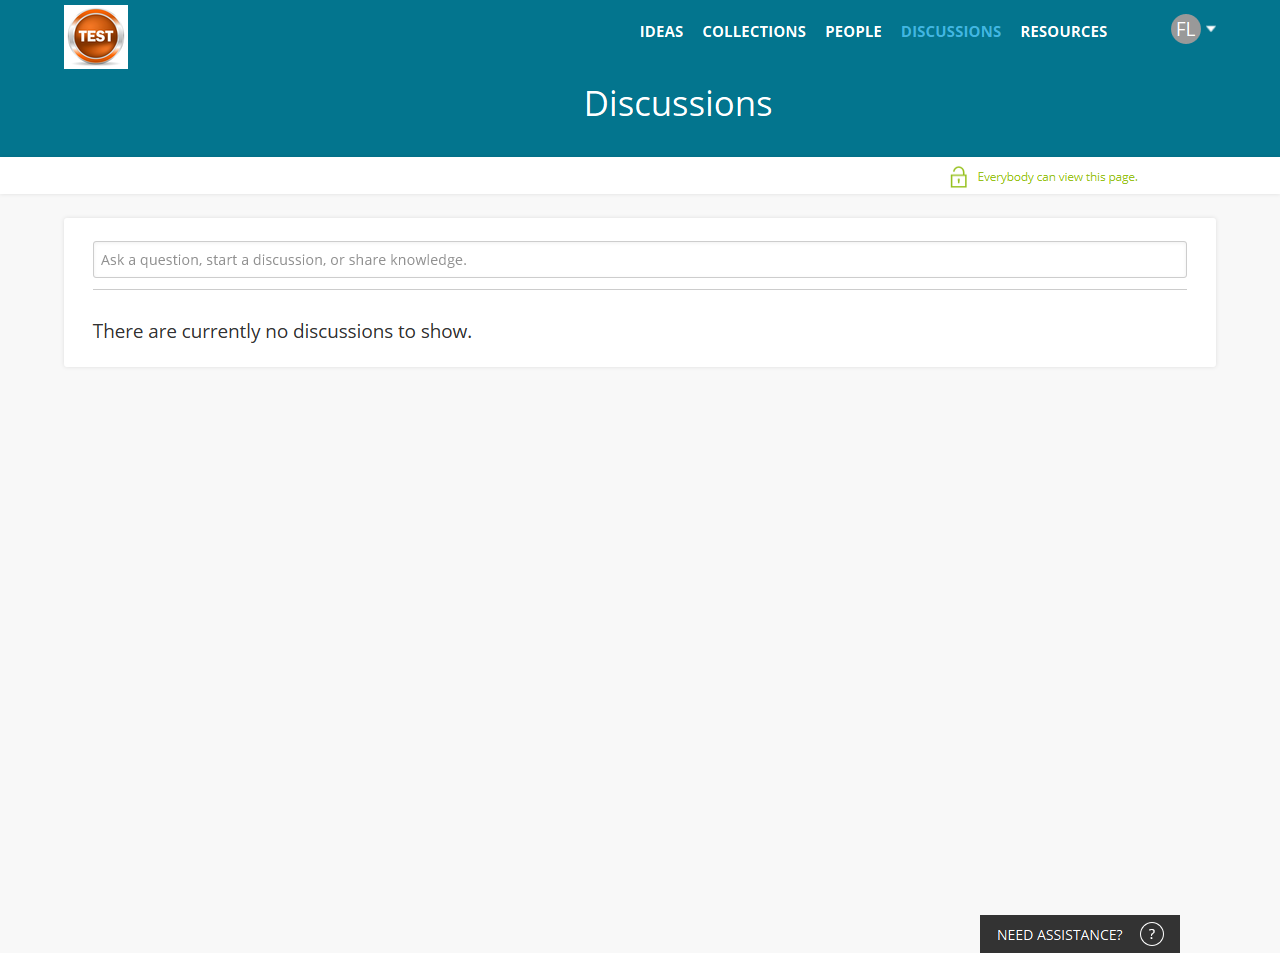 TEST
IDEAS COLLECTIONS PEOPLE DISCUSSIONS RESOURCES
FL
Discussions
Everybody can view this page.
Ask a question, start a discussion, or share knowledge.
There are currently no discussions to show.
NEED ASSISTANCE? ?